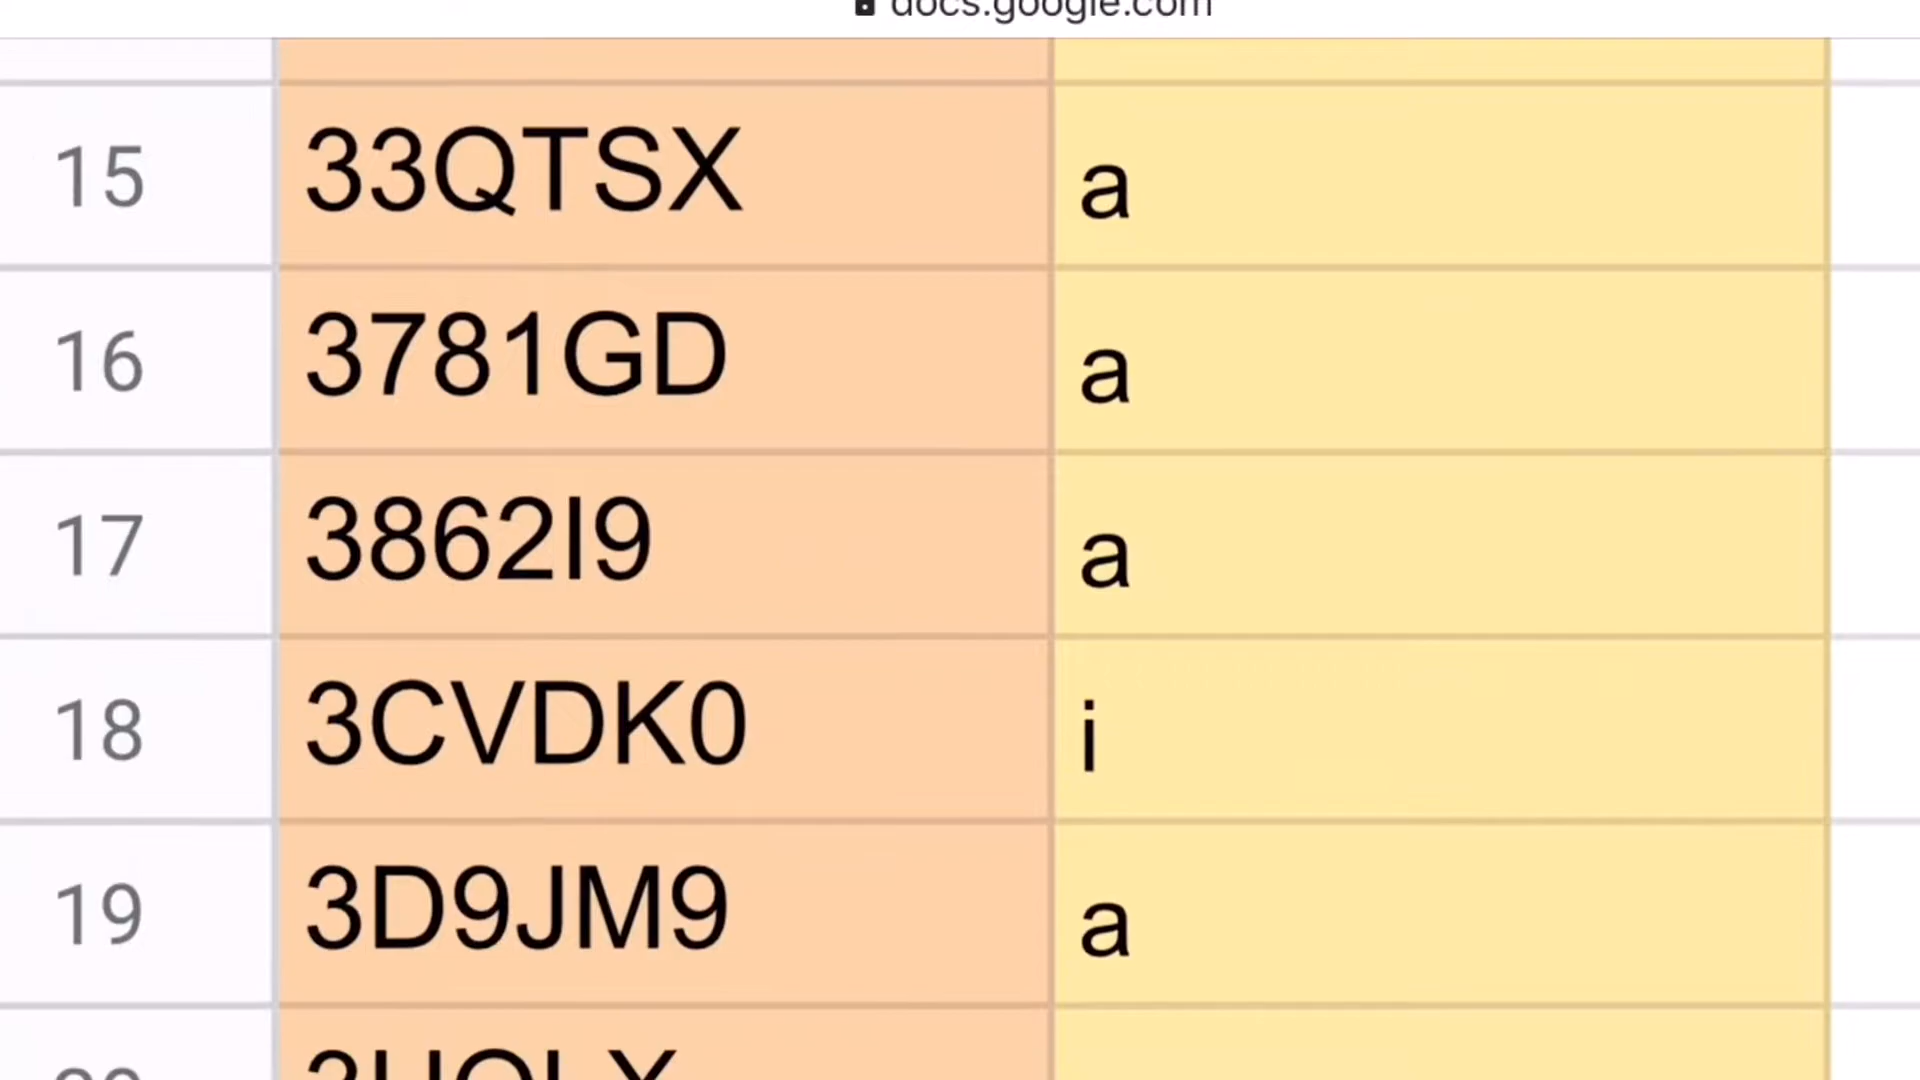 docs.google.com
15 33QTSX a
16 3781GD a
17 3862I9 a
18 3CVDK0 i
19 3D9JM9 a